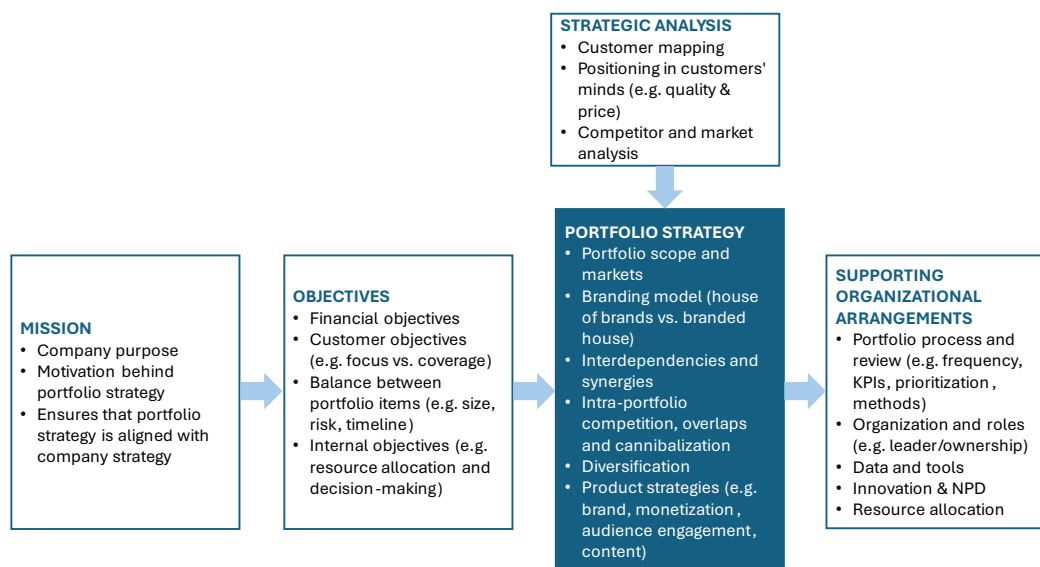 STRATEGIC ANALYSIS
• Customer mapping
• Positioning in customers'
minds (e.g. quality &
price)
• Competitor and market
analysis
MISSION
• Company purpose
• Motivation behind
portfolio strategy
• Ensures that portfolio
strategy is aligned with
company strategy
OBJECTIVES
• Financial objectives
• Customer objectives
(e.g. focus vs. coverage)
• Balance between
portfolio items (e.g. size,
risk, timeline)
• Internal objectives (e.g.
resource allocation and
decision-making)
PORTFOLIO STRATEGY
• Portfolio scope and
markets
• Branding model (house
of brands vs. branded
house)
• Interdependencies and
synergies
• Intra-portfolio
competition, overlaps
and cannibalization
• Diversification
• Product strategies (e.g.
brand, monetization,
audience engagement,
content)
SUPPORTING
ORGANIZATIONAL
ARRANGEMENTS
• Portfolio process and
review (e.g. frequency,
KPIs, prioritization,
methods)
• Organization and roles
(e.g. leader/ownership)
• Data and tools
• Innovation & NPD
• Resource allocation